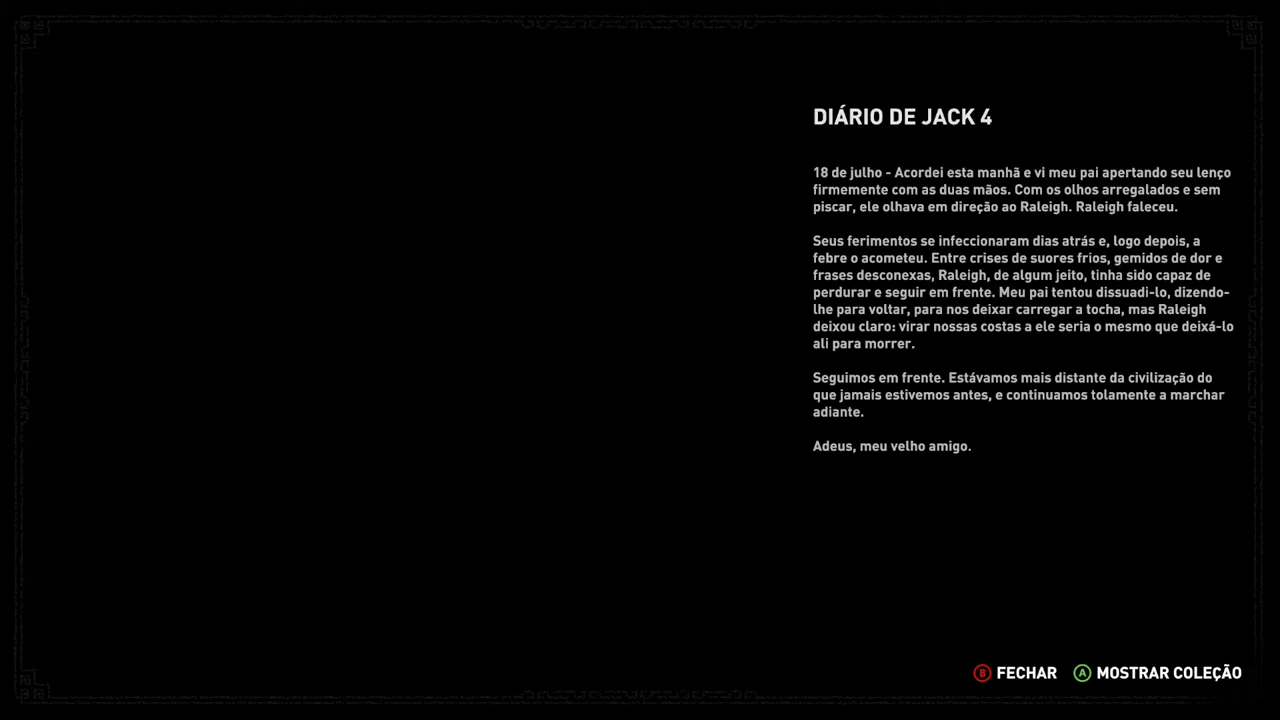 DIÁRIO DE JACK 4
18 de julho - Acordei esta manhã e vi meu pai apertando seu lenço
firmemente com as duas mãos. Com os olhos arregalados e sem
piscar, ele olhava em direção ao Raleigh. Raleigh faleceu.
Seus ferimentos se infeccionaram dias atrás e, logo depois, a
febre o acometeu. Entre crises de suores frios, gemidos de dor e
frases desconexas, Raleigh, de algum jeito, tinha sido capaz de
perdurar e seguir em frente. Meu pai tentou dissuadi-lo, dizendo-
lhe para voltar, para nos deixar carregar a tocha, mas Raleigh
deixou claro: virar nossas costas a ele seria o mesmo que deixá-lo
ali para morrer.
Seguimos em frente. Estávamos mais distante da civilização do
que jamais estivemos antes, e continuamos tolamente a marchar
adiante.
Adeus, meu velho amigo.
B FECHAR A MOSTRAR COLEÇÃO